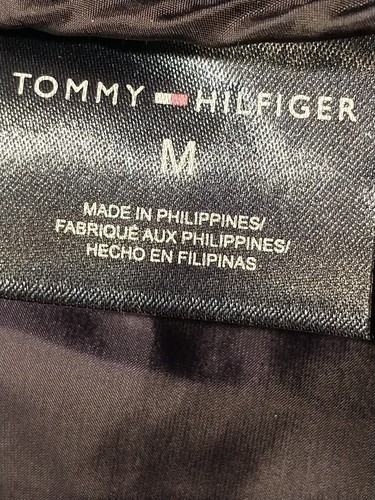 TOMMY HILFIGER
M
MADE IN PHILIPPINES/
FABRIQUÉ AUX PHILIPPINES/
HECHO EN FILIPINAS